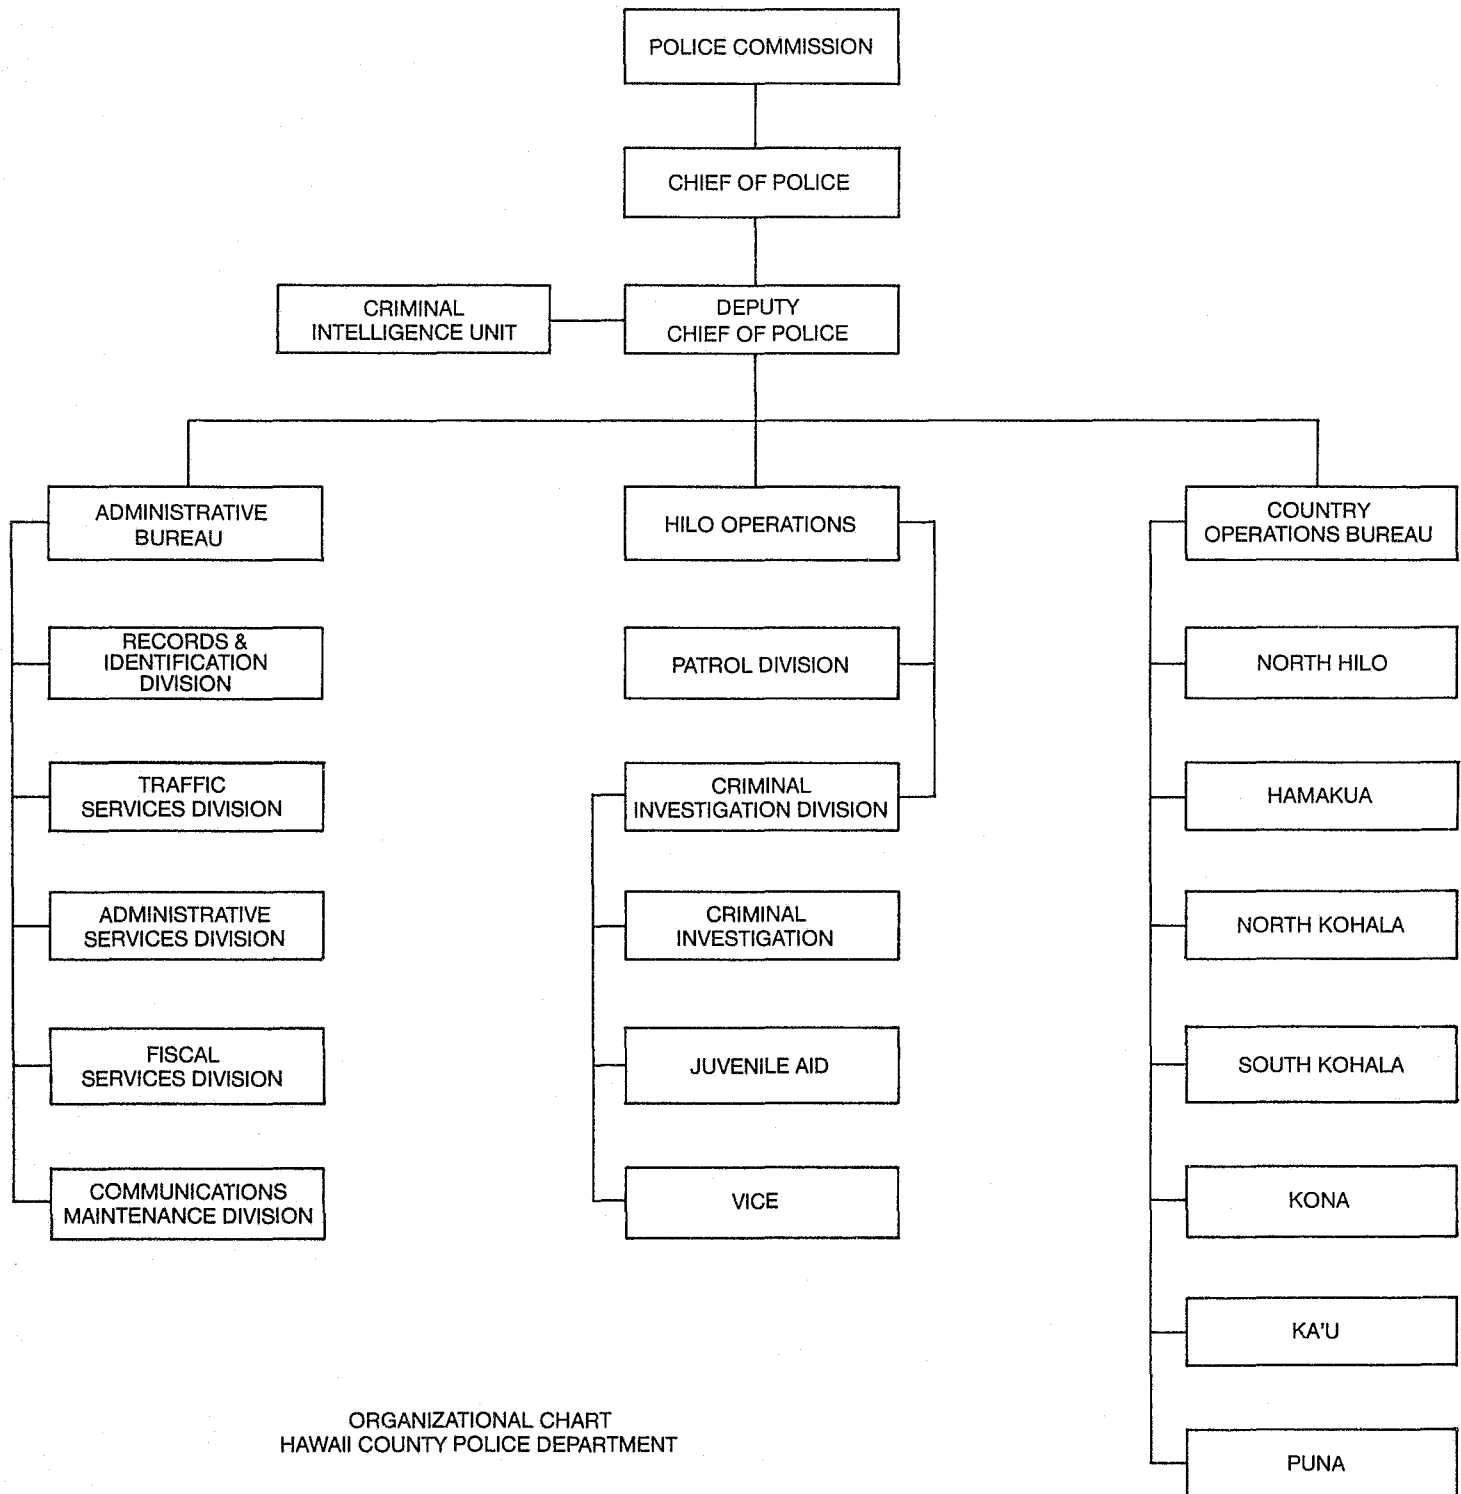 POLICE COMMISSION
CHIEF OF POLICE
CRIMINAL
INTELLIGENCE UNIT
DEPUTY
CHIEF OF POLICE
ADMINISTRATIVE
BUREAU
RECORDS &
IDENTIFICATION
DIVISION
TRAFFIC
SERVICES DIVISION
ADMINISTRATIVE
SERVICES DIVISION
FISCAL
SERVICES DIVISION
COMMUNICATIONS
MAINTENANCE DIVISION
HILO OPERATIONS
PATROL DIVISION
CRIMINAL
INVESTIGATION DIVISION
CRIMINAL
INVESTIGATION
JUVENILE AID
VICE
COUNTRY
OPERATIONS BUREAU
NORTH HILO
HAMAKUA
NORTH KOHALA
SOUTH KOHALA
KONA
KA'U
PUNA
ORGANIZATIONAL CHART
HAWAII COUNTY POLICE DEPARTMENT